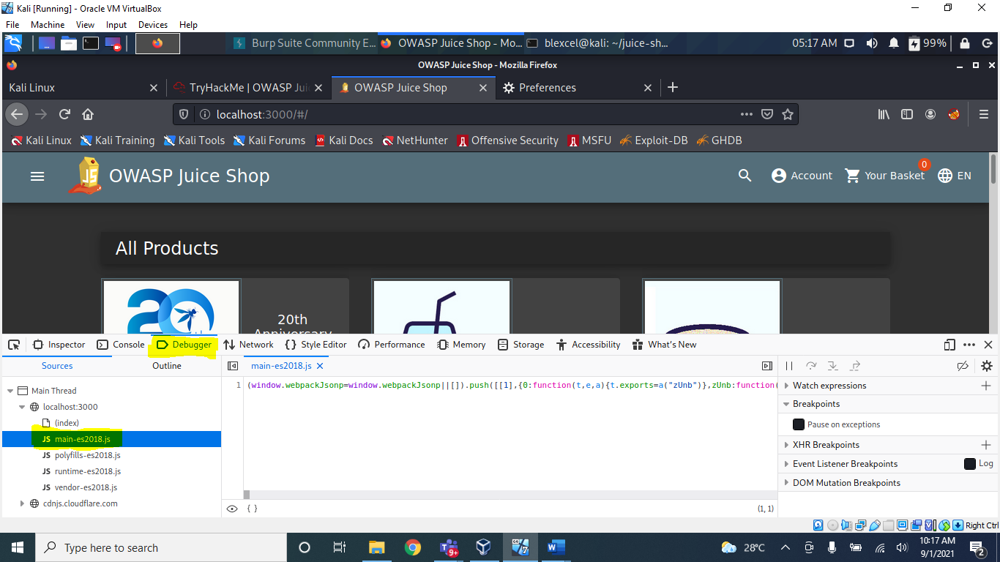 Kali [Running] - Oracle VM VirtualBox
File Machine View Input Devices Help
Burp Suite Community E... OWASP Juice Shop - Mo... blexcel@kali: ~/juice-sh... 05:17 AM 99%
OWASP Juice Shop - Mozilla Firefox
Kali Linux TryHackMe | OWASP Jui OWASP Juice Shop Preferences
localhost:3000/#/
Kali Linux Kali Training Kali Tools Kali Forums Kali Docs NetHunter Offensive Security MSFU Exploit-DB GHDB
OWASP Juice Shop Account Your Basket 0 EN
All Products
20
20th
Anniversary
Inspector Console Debugger Network Style Editor Performance Memory Storage Accessibility What's New
Sources Outline main-es2018.js
1 (window.webpackJsonp=window.webpackJsonp||[]).push([[1],{0:function(t,e,a){t.exports=a("zUnb")},zUnb:function(
Main Thread
localhost:3000
(index)
JS main-es2018.js
JS polyfills-es2018.js
JS runtime-es2018.js
JS vendor-es2018.js
cdnjs.cloudflare.com
{ } (1, 1)
Watch expressions
Breakpoints
Pause on exceptions
XHR Breakpoints
Event Listener Breakpoints Log
DOM Mutation Breakpoints
Right Ctrl
Type here to search
9+
28°C
10:17 AM
9/1/2021
2